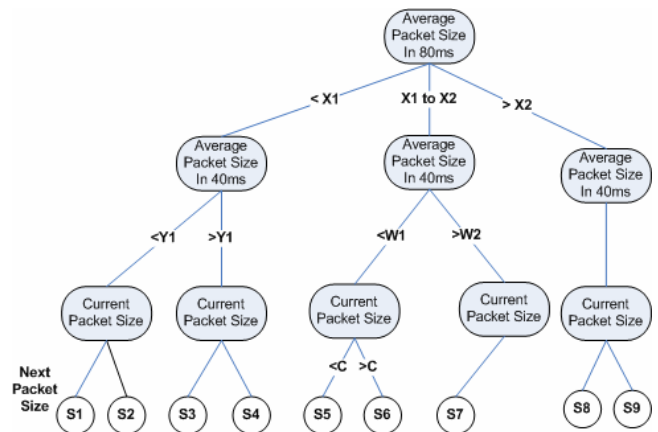 Average
Packet Size
In 80ms
< X1
X1 to X2
> X2
Average
Packet Size
In 40ms
Average
Packet Size
In 40ms
Average
Packet Size
In 40ms
<Y1
>Y1
<W1
>W2
Current
Packet Size
Current
Packet Size
Current
Packet Size
Current
Packet Size
Current
Packet Size
<C
>C
Next
Packet
Size
S1
S2
S3
S4
S5
S6
S7
S8
S9